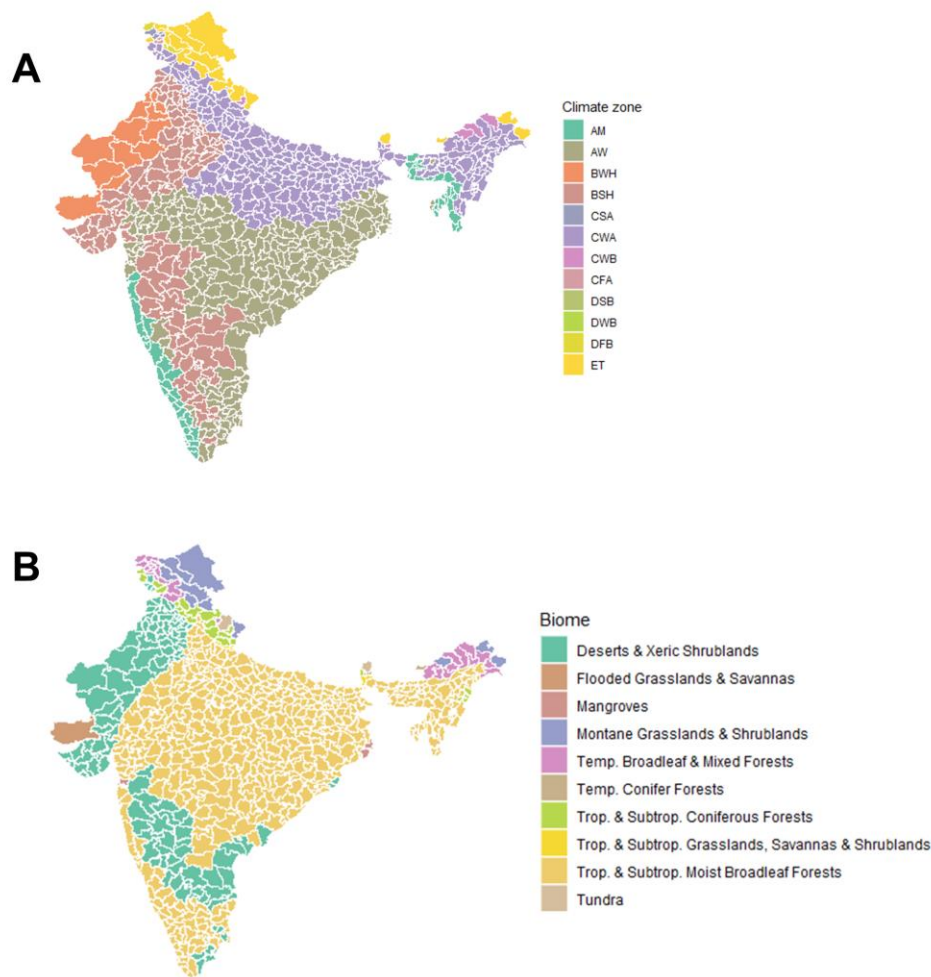 A
Climate zone
AM
AW
BWH
BSH
CSA
CWA
CWB
CFA
DSB
DWB
DFB
ET
B
Biome
Deserts & Xeric Shrublands
Flooded Grasslands & Savannas
Mangroves
Montane Grasslands & Shrublands
Temp. Broadleaf & Mixed Forests
Temp. Conifer Forests
Trop. & Subtrop. Coniferous Forests
Trop. & Subtrop. Grasslands, Savannas & Shrublands
Trop. & Subtrop. Moist Broadleaf Forests
Tundra